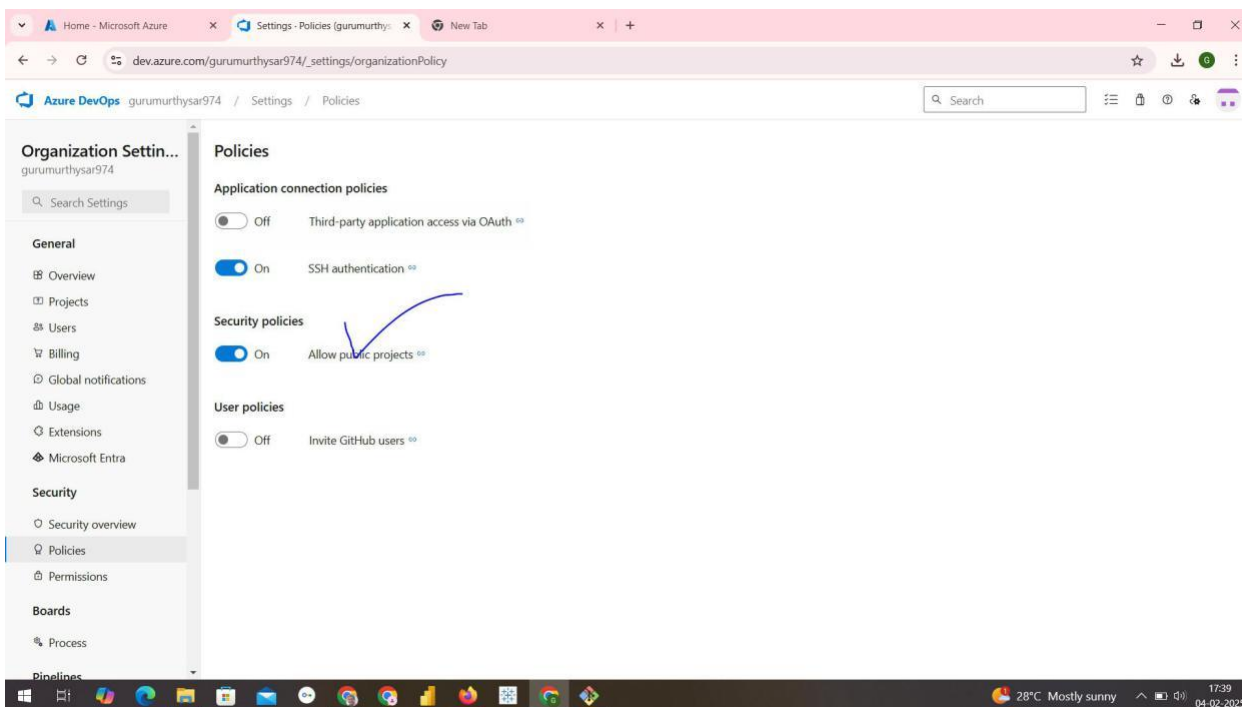 Home - Microsoft Azure
Settings - Policies (gurumurthys
New Tab
dev.azure.com/gurumurthysar974/_settings/organizationPolicy
G
Azure DevOps gurumurthysar974 / Settings / Policies
Search
Organization Settin...
gurumurthysar974
Search Settings
General
Overview
Projects
Users
Billing
Global notifications
Usage
Extensions
Microsoft Entra
Security
Security overview
Policies
Permissions
Boards
Process
Pipelines
Policies
Application connection policies
Off Third-party application access via OAuth
On SSH authentication
Security policies
On Allow public projects
User policies
Off Invite GitHub users
28°C Mostly sunny
17:39
04-02-2025